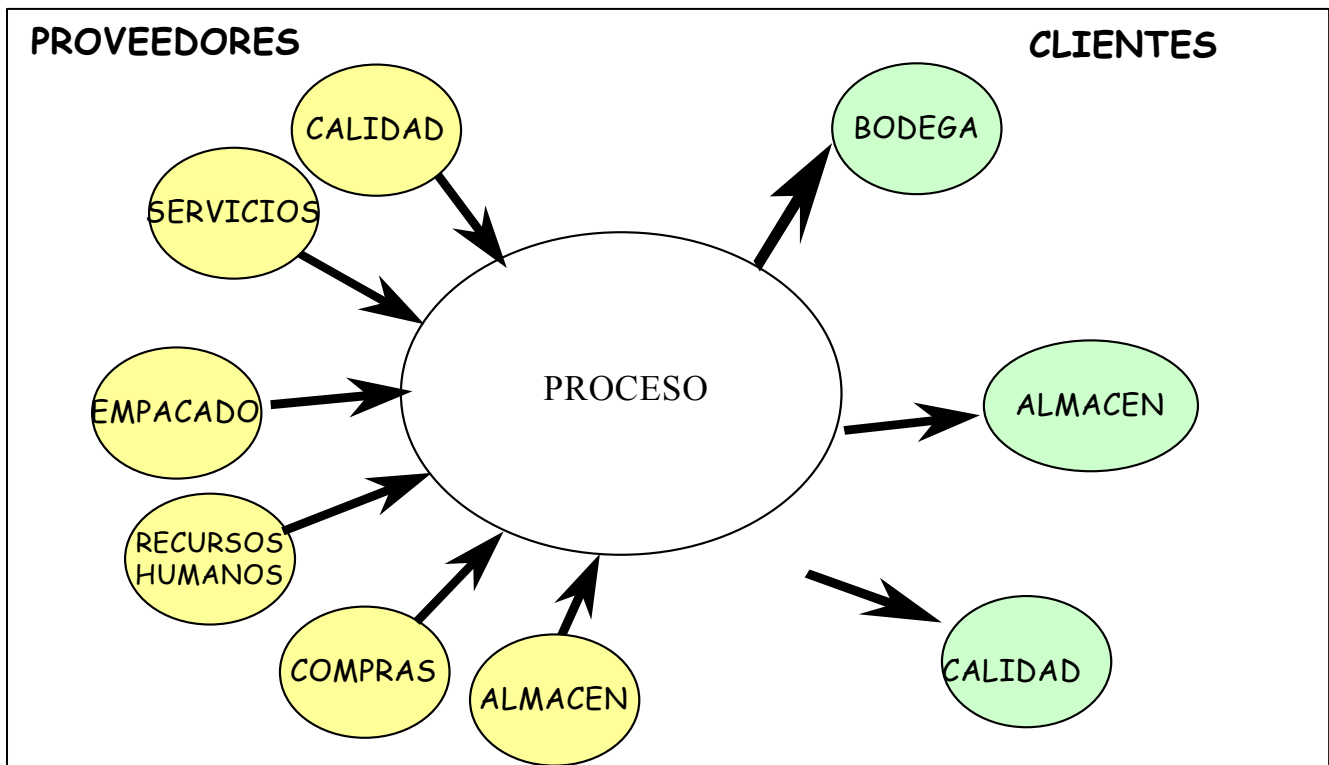 PROVEEDORES
CLIENTES
CALIDAD
BODEGA
SERVICIOS
PROCESO
EMPACADO
ALMACEN
RECURSOS
HUMANOS
COMPRAS
ALMACEN
CALIDAD